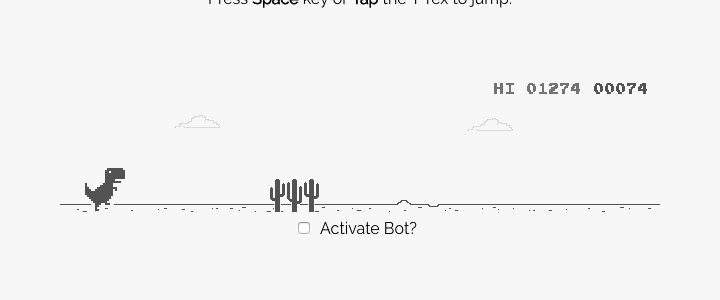 Press Space key or Tap the T-rex to jump.
HI 01274 00074
Activate Bot?